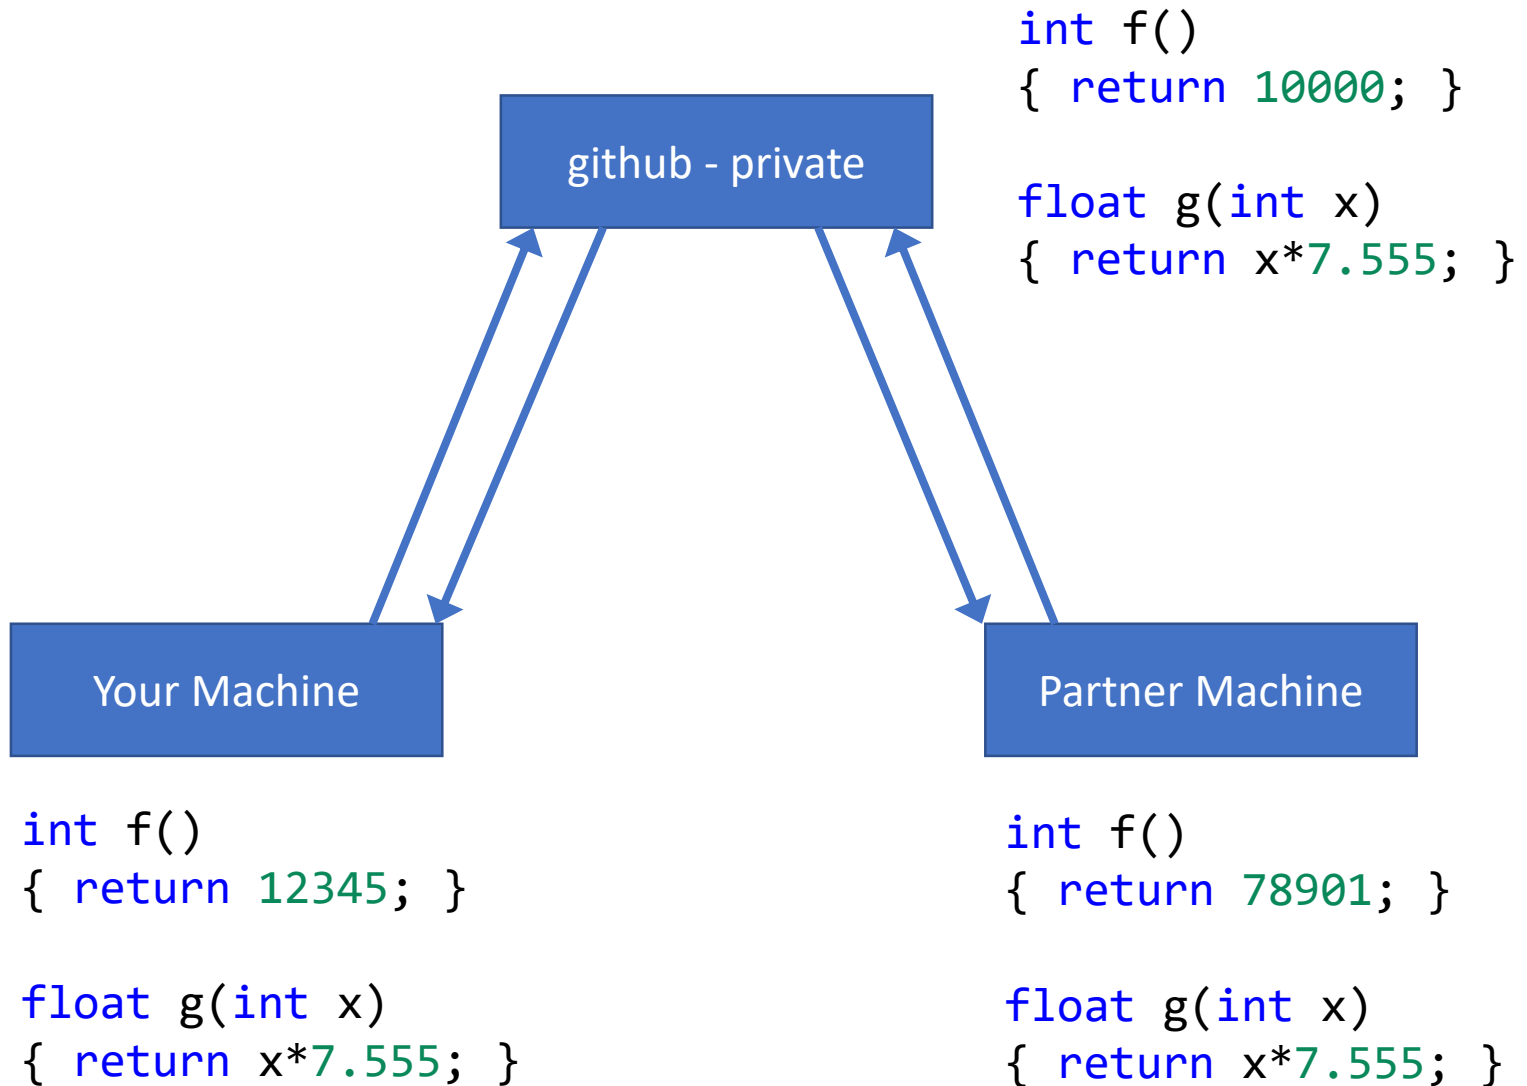 int f()
{ return 10000; }
github - private
float g(int x)
{ return x*7.555; }
Your Machine
Partner Machine
int f()
{ return 12345; }
float g(int x)
{ return x*7.555; }
int f()
{ return 78901; }
float g(int x)
{ return x*7.555; }